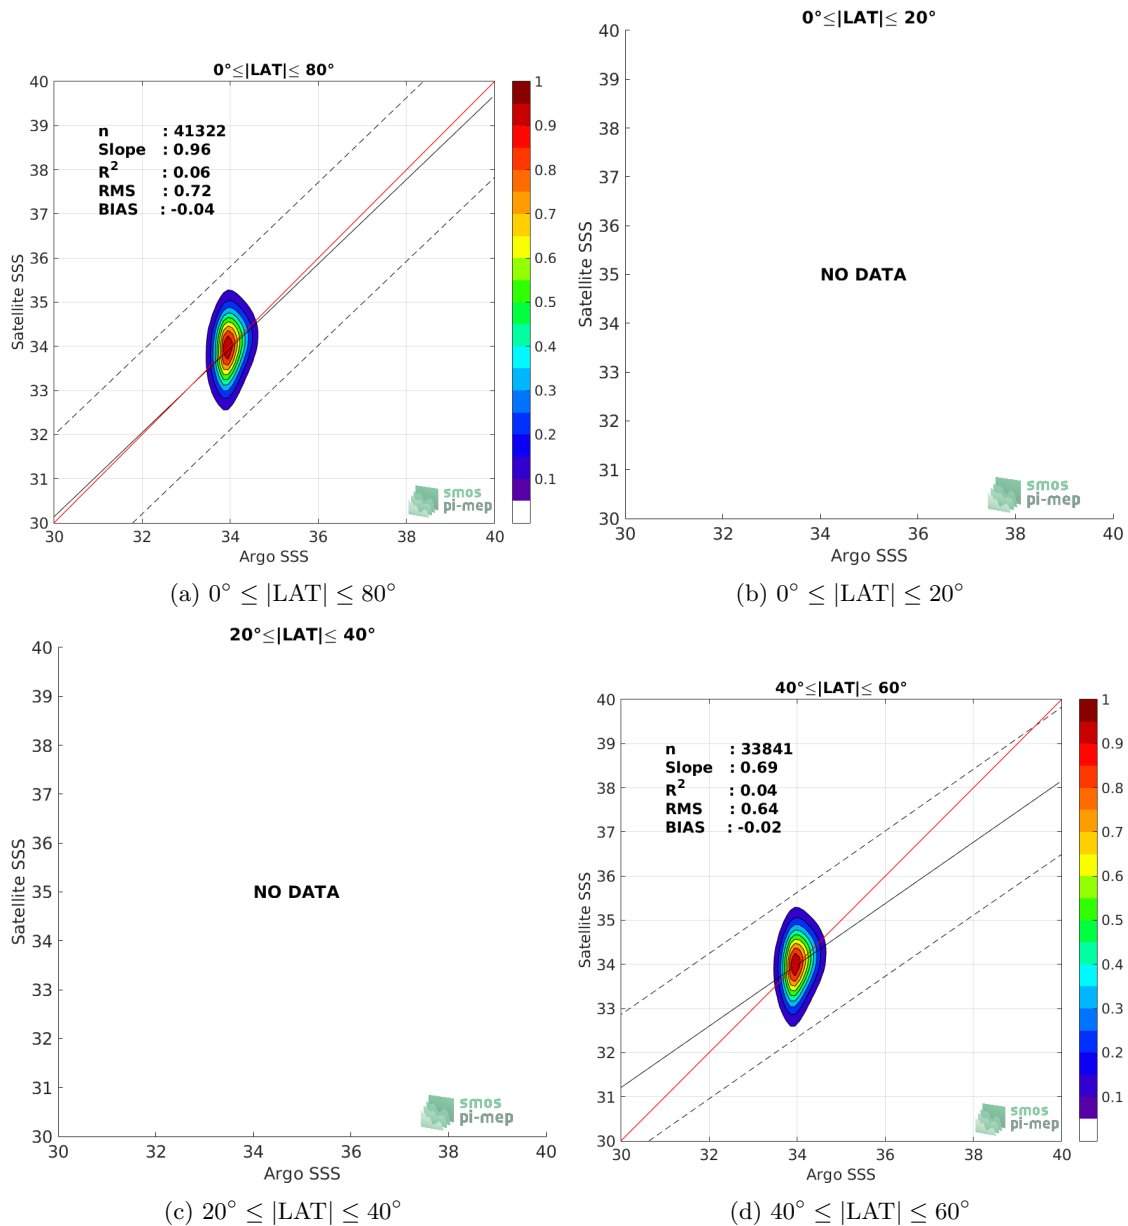 0°≤|LAT|≤ 80°
40
39
38
37
36
35
34
33
32
31
30
Satellite SSS
n : 41322
Slope : 0.96
R² : 0.06
RMS : 0.72
BIAS : -0.04
smos
pi-mep
30 32 34 36 38 40
Argo SSS
1
0.9
0.8
0.7
0.6
0.5
0.4
0.3
0.2
0.1
(a) 0° ≤ |LAT| ≤ 80°
0°≤|LAT|≤ 20°
40
39
38
37
36
35
34
33
32
31
30
Satellite SSS
NO DATA
smos
pi-mep
30 32 34 36 38 40
Argo SSS
(b) 0° ≤ |LAT| ≤ 20°
20°≤|LAT|≤ 40°
40
39
38
37
36
35
34
33
32
31
30
Satellite SSS
NO DATA
smos
pi-mep
30 32 34 36 38 40
Argo SSS
(c) 20° ≤ |LAT| ≤ 40°
40°≤|LAT|≤ 60°
40
39
38
37
36
35
34
33
32
31
30
Satellite SSS
n : 33841
Slope : 0.69
R² : 0.04
RMS : 0.64
BIAS : -0.02
smos
pi-mep
30 32 34 36 38 40
Argo SSS
1
0.9
0.8
0.7
0.6
0.5
0.4
0.3
0.2
0.1
(d) 40° ≤ |LAT| ≤ 60°